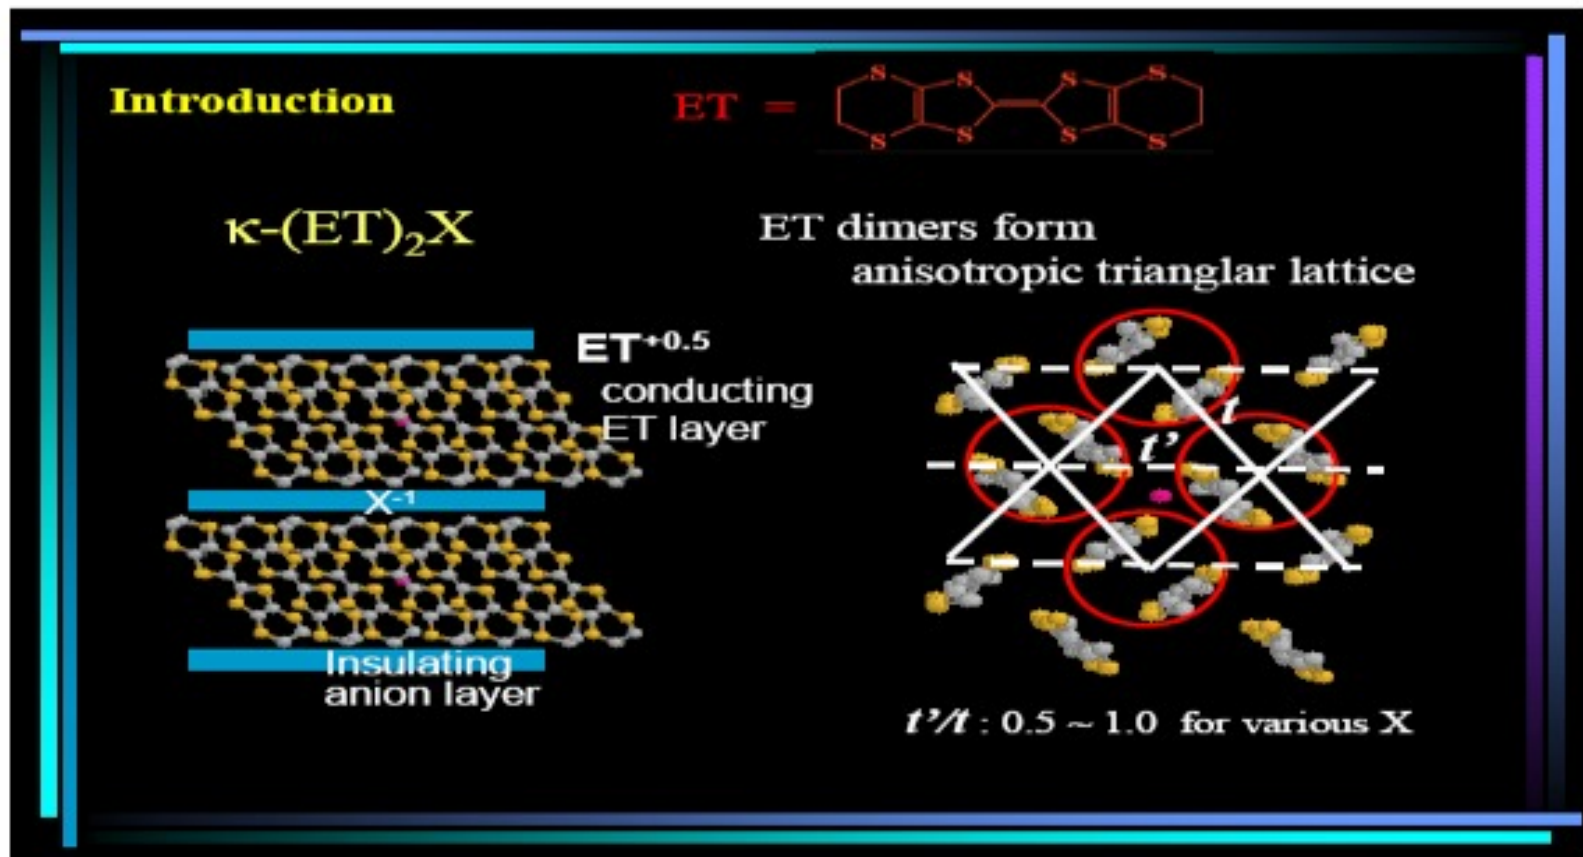 Introduction
ET =
S S S S
S S S S
κ-(ET)₂X
ET dimers form
anisotropic trianglar lattice
ET⁺⁰·⁵
conducting
ET layer
t
t’
X⁻¹
Insulating
anion layer
t’/t : 0.5 ~ 1.0 for various X